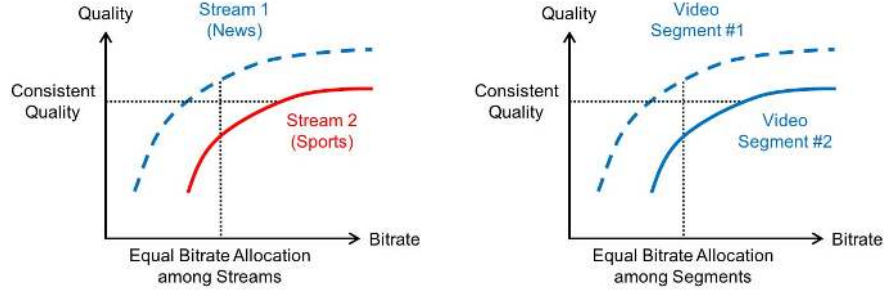 Quality
Stream 1
(News)
Consistent
Quality
Stream 2
(Sports)
Bitrate
Equal Bitrate Allocation
among Streams
Quality
Video
Segment #1
Consistent
Quality
Video
Segment #2
Bitrate
Equal Bitrate Allocation
among Segments